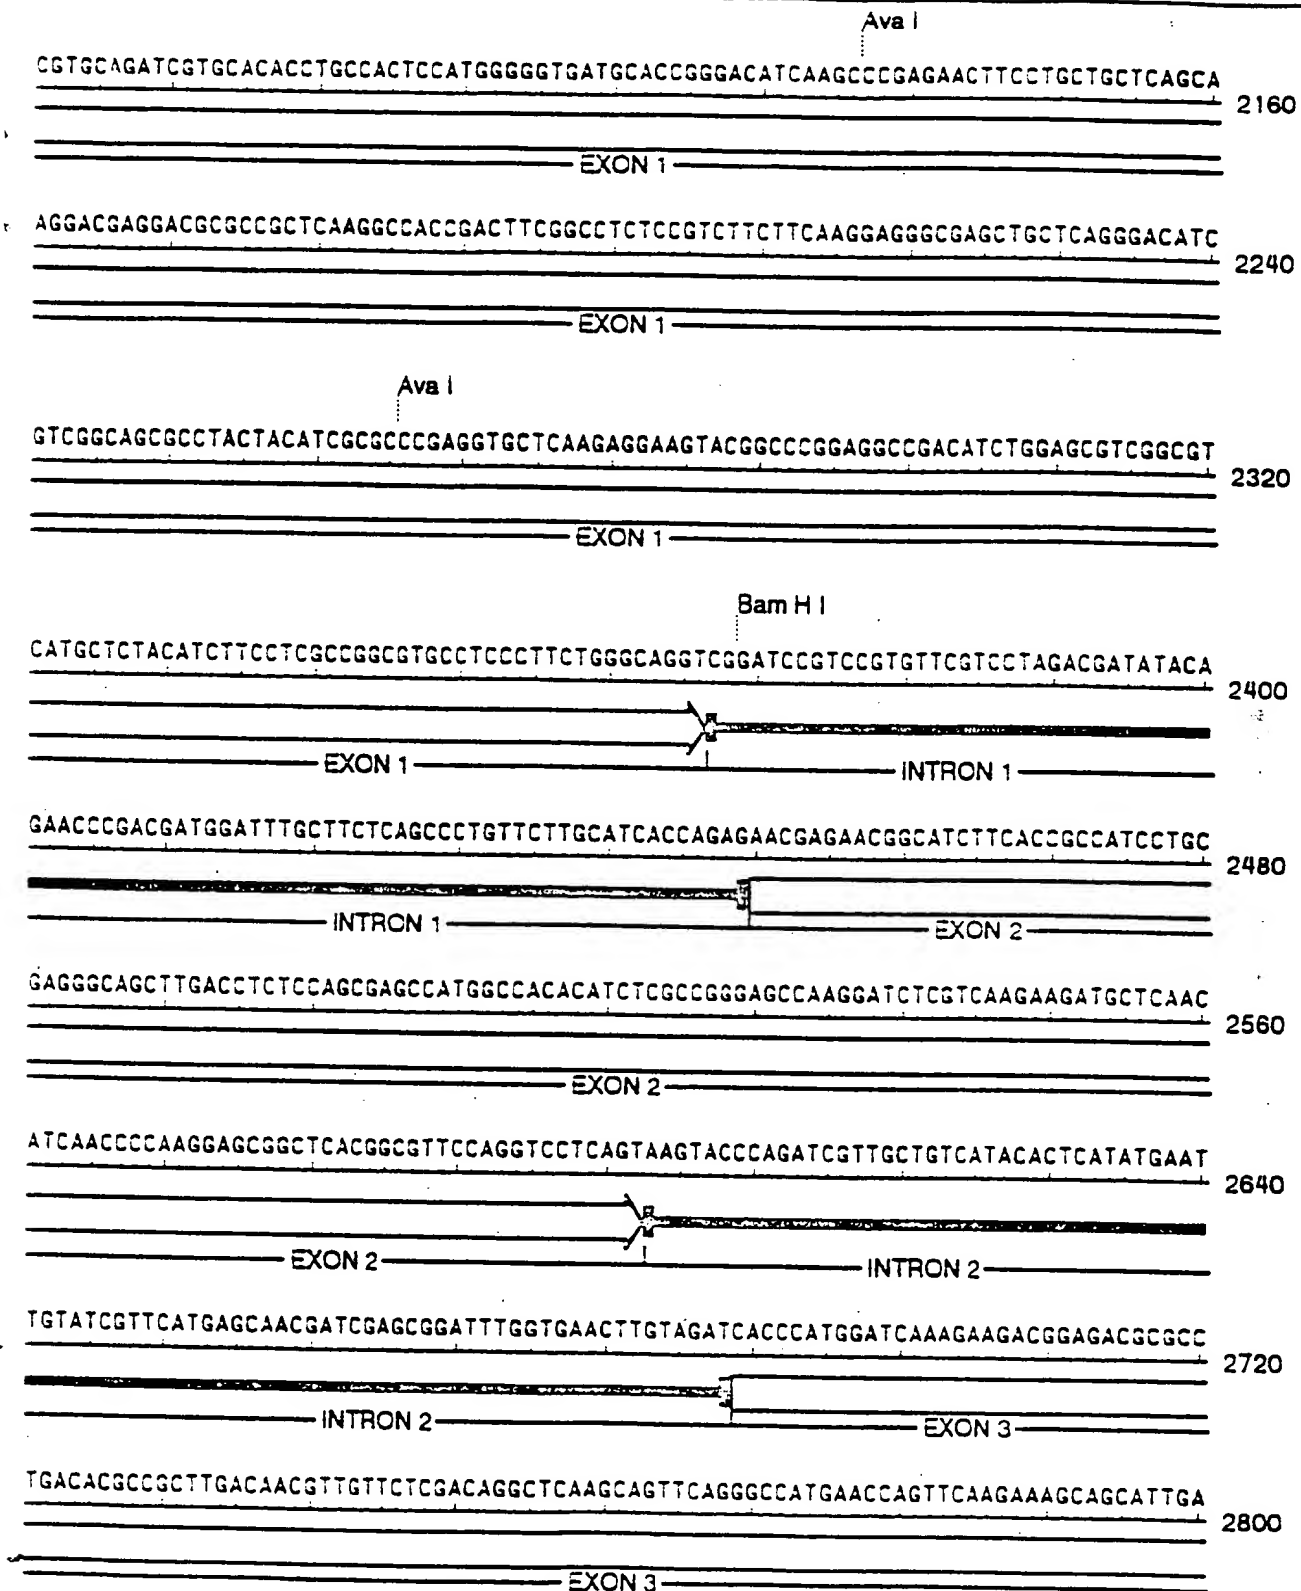 Ava I
CGTGCAGATCGTGCACACCTGCCACTCCATGGGGGTGATGCACCGGGACATCAAGCCCGAGAACTTCCTGCTGCTCAGCA
2160
EXON 1
AGGACGAGGACGCGCCGCTCAAGGCCACCGACTTCGGCCTCTCCGTCTTCTTCAAGGAGGGCGAGCTGCTCAGGGACATC
2240
EXON 1
Ava I
GTCGGCAGCGCCTACTACATCGCGCCCGAGGTGCTCAAGAGGAAGTACGGCCCGGAGGCCGACATCTGGAGCGTCGGCGT
2320
EXON 1
Bam H I
CATGCTCTACATCTTCCTCGCCGGCGTGCCTCCCTTCTGGGCAGGTCGGATCCGTCCGTGTTCGTCCTAGACGATATACA
2400
EXON 1 INTRON 1
GAACCCGACGATGGATTTGCTTCTCAGCCCTGTTCTTGCATCACCAGAGAACGAGAACGGCATCTTCACCGCCATCCTGC
2480
INTRON 1 EXON 2
GAGGGCAGCTTGACCTCTCCAGCGAGCCATGGCCACACATCTCGCCGGGAGCCAAGGATCTCGTCAAGAAGATGCTCAAC
2560
EXON 2
ATCAACCCCAAGGAGCGGCTCACGGCGTTCCAGGTCCTCAGTAAGTACCCAGATCGTTGCTGTCATACACTCATATGAAT
2640
EXON 2 INTRON 2
TGTATCGTTCATGAGCAACGATCGAGCGGATTTGGTGAACTTGTAGATCACCCATGGATCAAAGAAGACGGAGACGCGCC
2720
INTRON 2 EXON 3
TGACACGCCGCTTGACAACGTTGTTCTCGACAGGCTCAAGCAGTTCAGGGCCATGAACCAGTTCAAGAAAGCAGCATTGA
2800
EXON 3